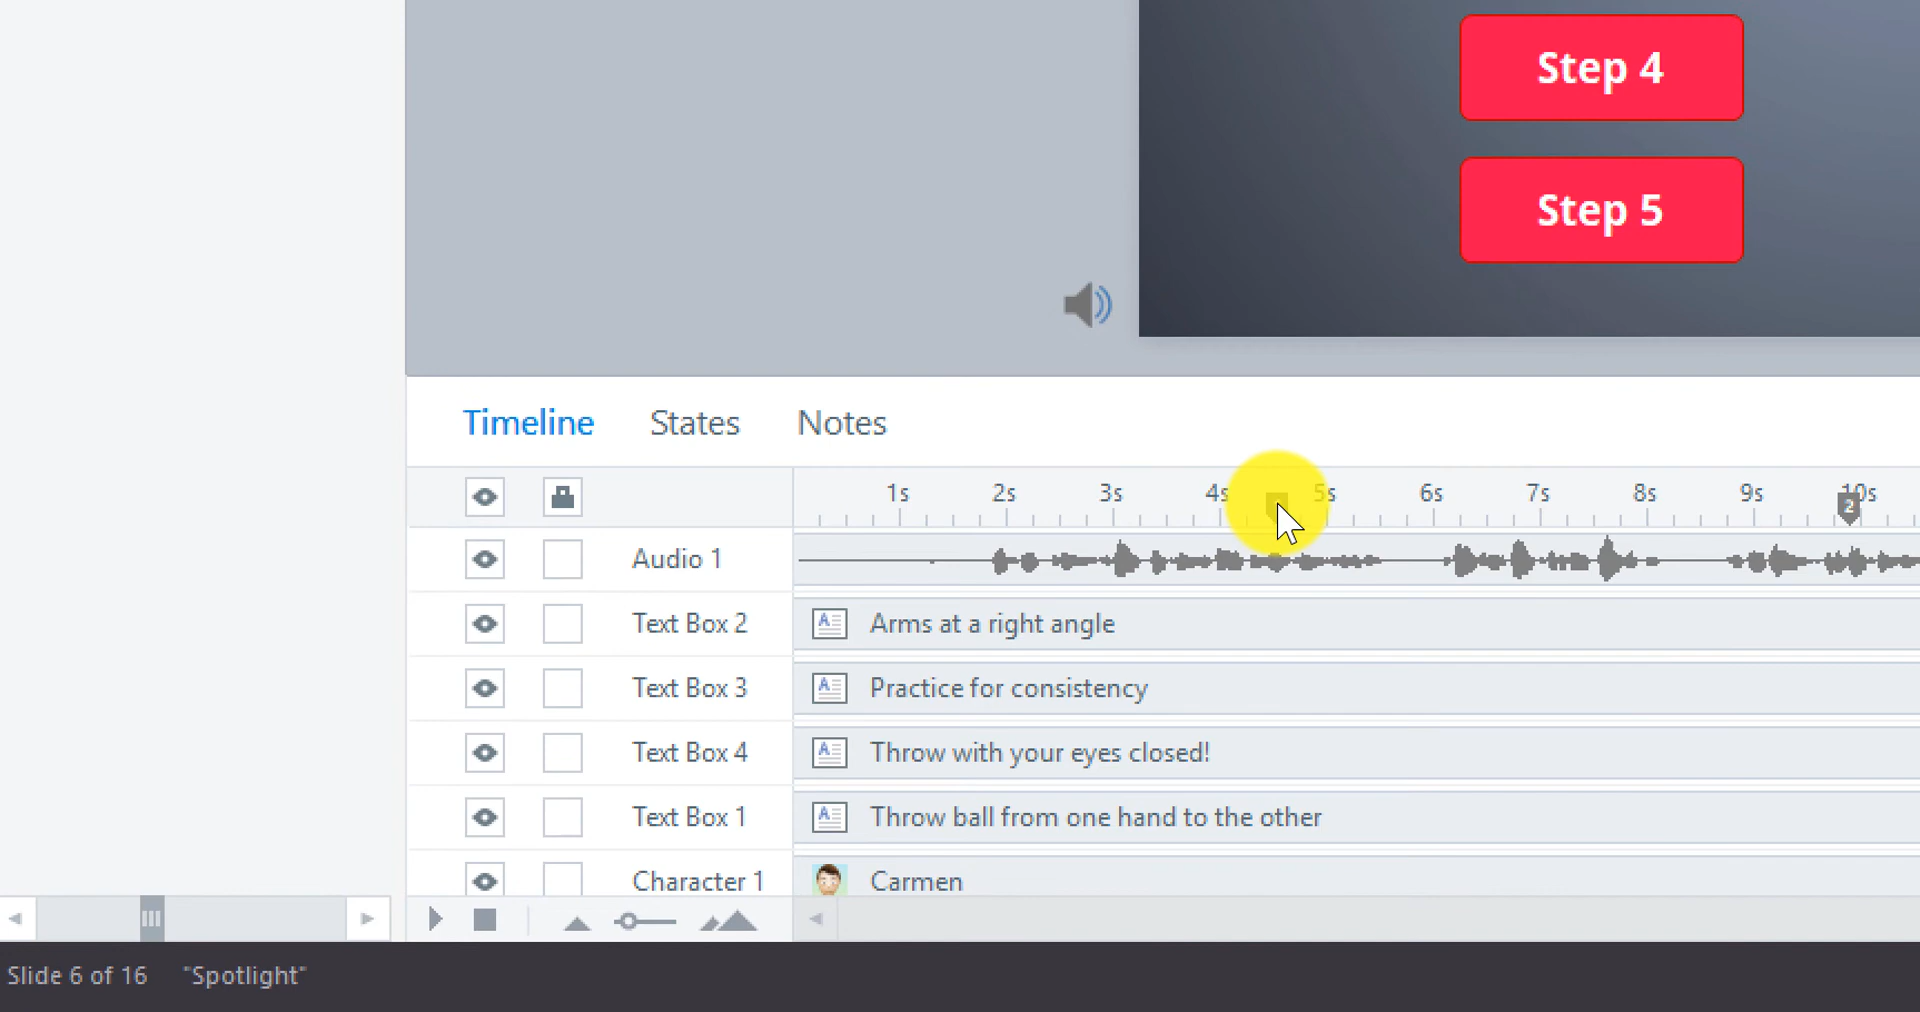 Step 4
Step 5
Timeline States Notes
1s 2s 3s 4s 5s 6s 7s 8s 9s 10s
2
Audio 1
Text Box 2 Arms at a right angle
Text Box 3 Practice for consistency
Text Box 4 Throw with your eyes closed!
Text Box 1 Throw ball from one hand to the other
Character 1 Carmen
Slide 6 of 16 "Spotlight"